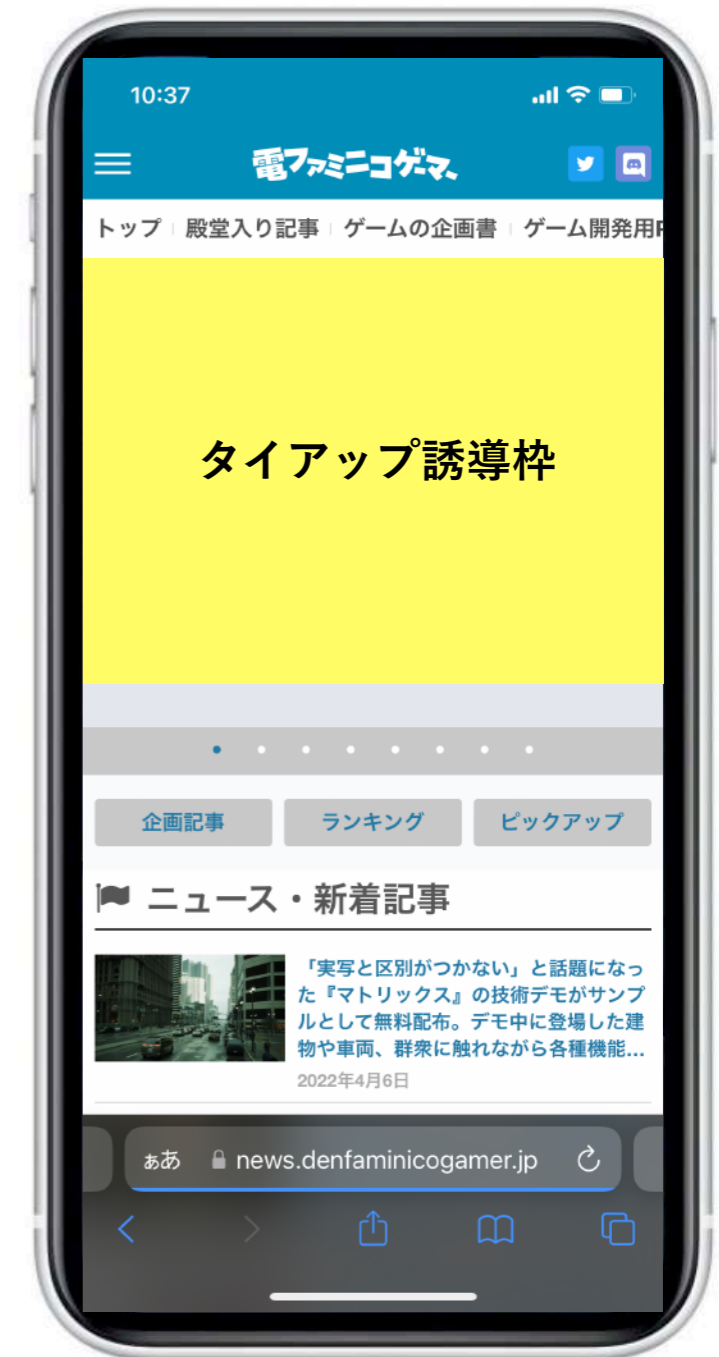 10:37
電ファミニコゲーマー
トップ
殿堂入り記事
ゲームの企画書
ゲーム開発用
タイアップ誘導枠
企画記事
ランキング
ピックアップ
ニュース・新着記事
「実写と区別がつかない」と話題になっ
た『マトリックス』の技術デモがサンプ
ルとして無料配布。デモ中に登場した建
物や車両、群衆に触れながら各種機能...
2022年4月6日
ぁあ
news.denfaminicogamer.jp